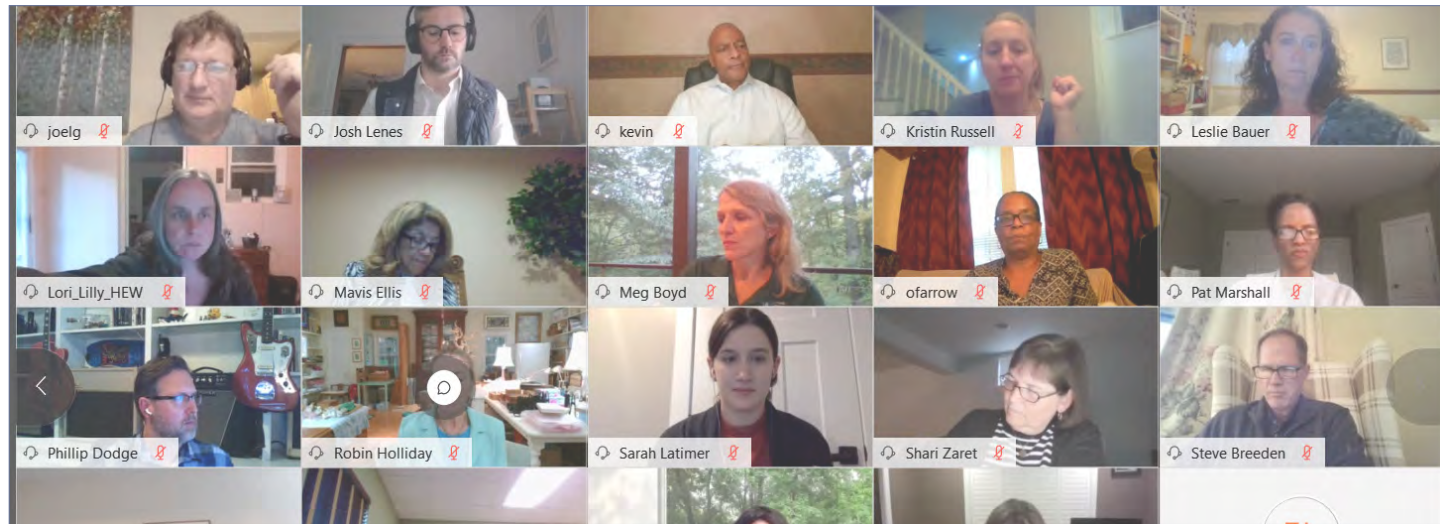 joelg
Josh Lenes
kevin
Kristin Russell
Leslie Bauer
Lori_Lilly_HEW
Mavis Ellis
Meg Boyd
ofarrow
Pat Marshall
Phillip Dodge
Robin Holliday
Sarah Latimer
Shari Zaret
Steve Breeden